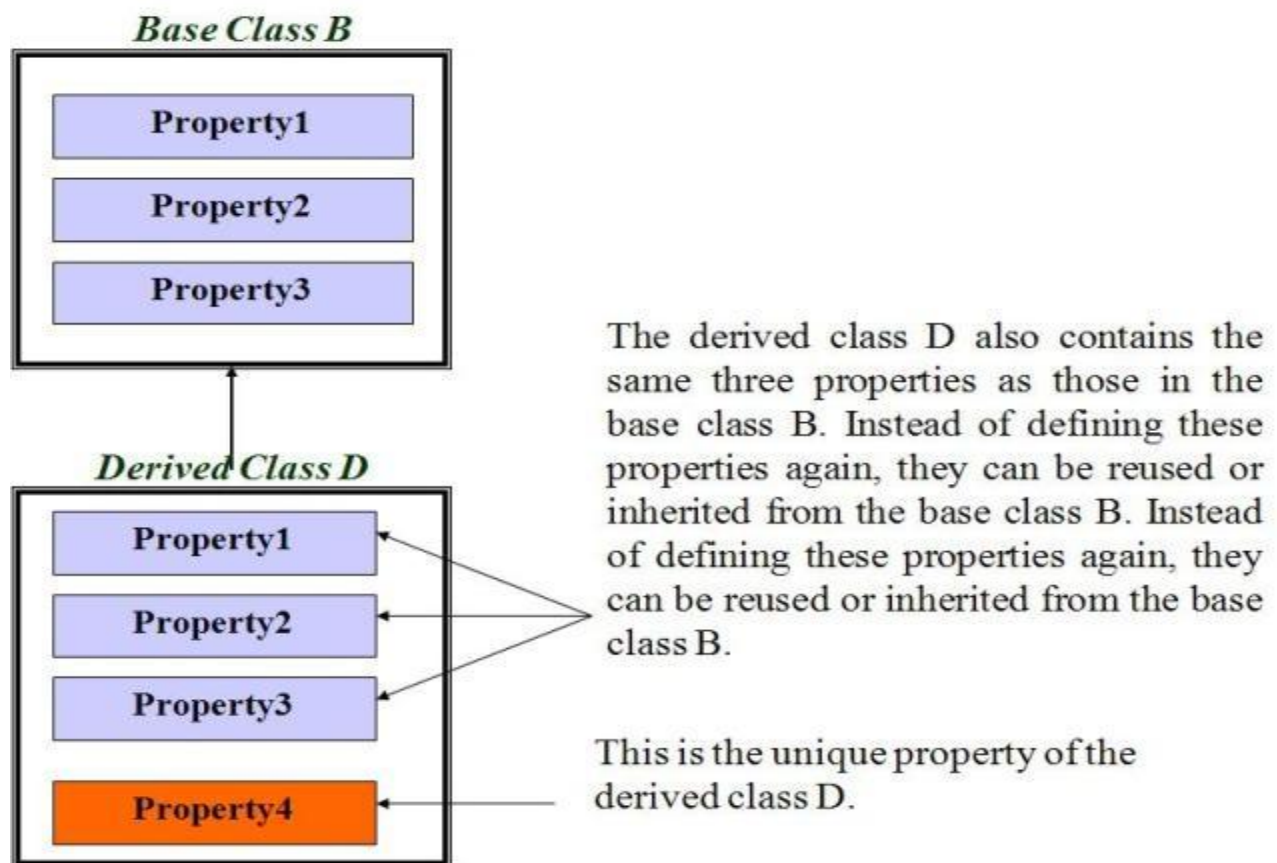 Base Class B
Property1
Property2
Property3
Derived Class D
Property1
Property2
Property3
Property4
The derived class D also contains the
same three properties as those in the
base class B. Instead of defining these
properties again, they can be reused or
inherited from the base class B. Instead
of defining these properties again, they
can be reused or inherited from the base
class B.
This is the unique property of the
derived class D.